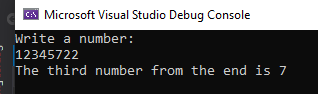 Microsoft Visual Studio Debug Console
Write a number:
12345722
The third number from the end is 7